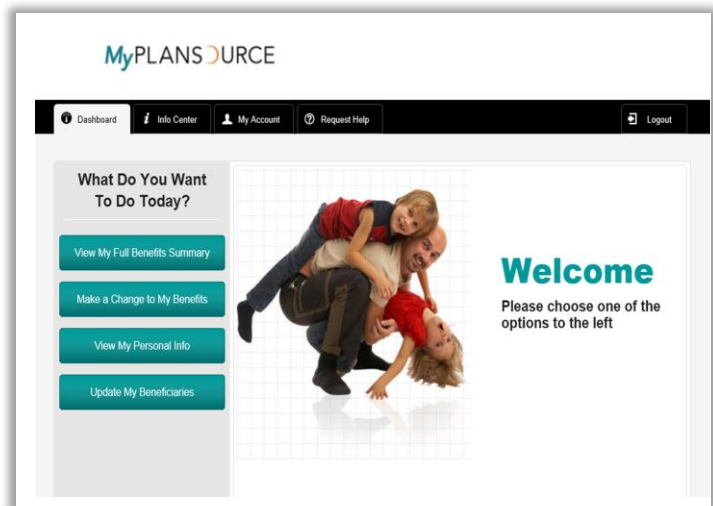 MyPLANSOURCE
Dashboard
Info Center
My Account
Request Help
Logout
What Do You Want
To Do Today?
View My Full Benefits Summary
Make a Change to My Benefits
View My Personal Info
Update My Beneficiaries
Welcome
Please choose one of the
options to the left